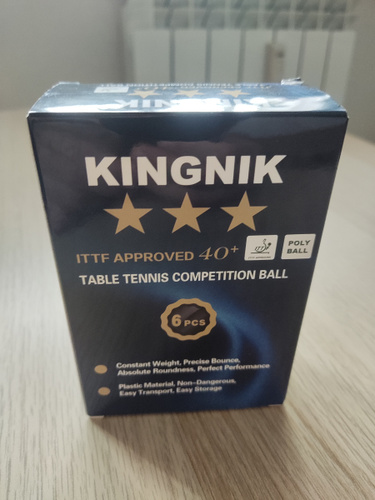 KINGNIK
ITTF APPROVED 40+
POLY
BALL
TABLE TENNIS COMPETITION BALL
6 PCS
Constant Weight, Precise Bounce,
Absolute Roundness, Perfect Performance
Plastic Material, Non-Dangerous,
Easy Transport, Easy Storage